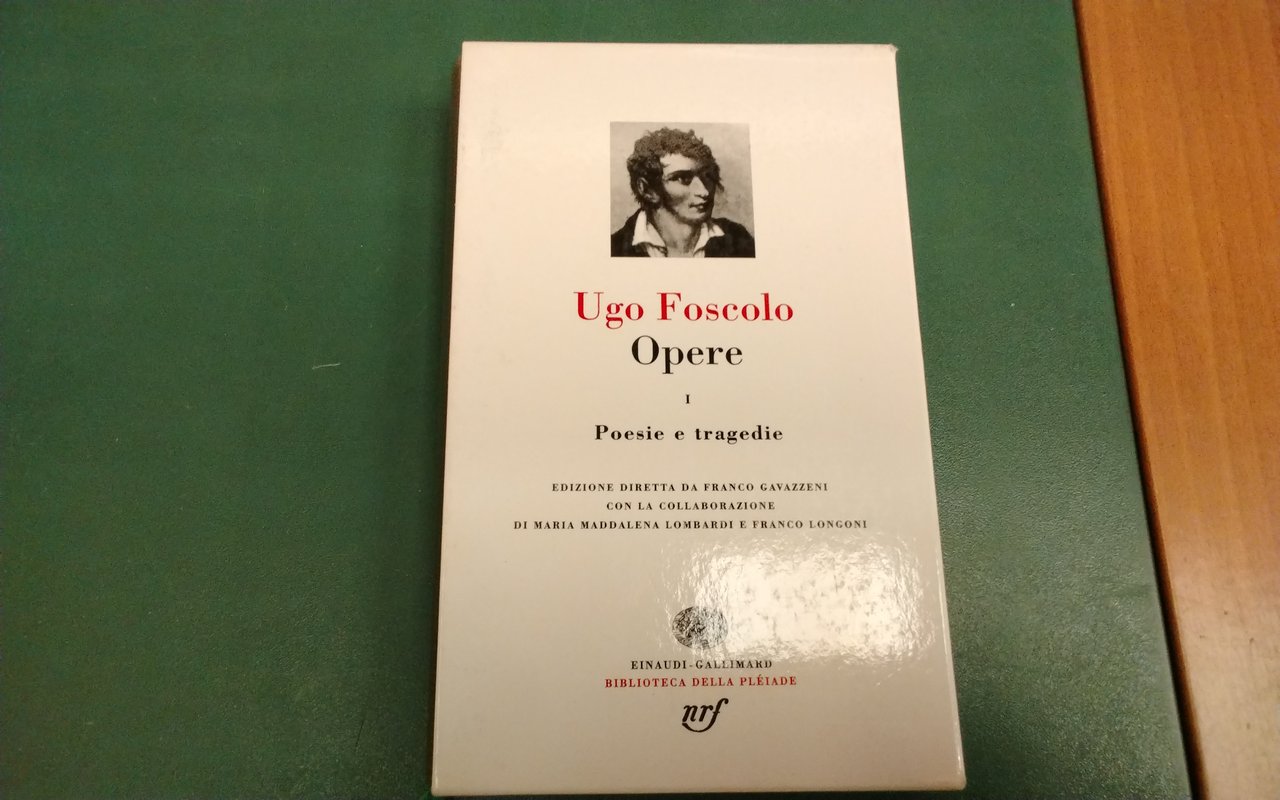 Ugo Foscolo
Opere
I
Poesie e tragedie
EDIZIONE DIRETTA DA FRANCO GAVAZZENI
CON LA COLLABORAZIONE
DI MARIA MADDALENA LOMBARDI E FRANCO LONGONI
EINAUDI-GALLIMARD
BIBLIOTECA DELLA PLÉIADE
nrf